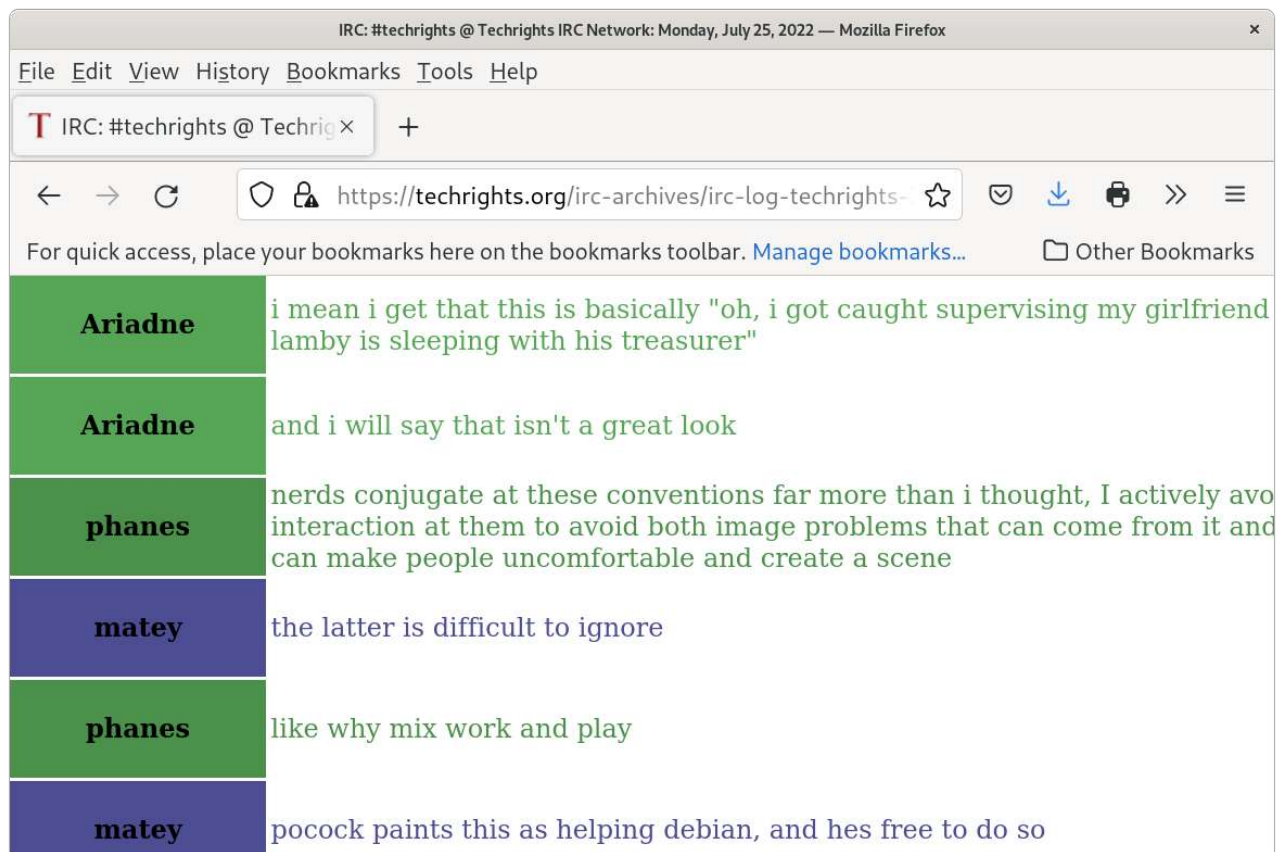 IRC: #techrights @ Techrights IRC Network: Monday, July 25, 2022 — Mozilla Firefox
File Edit View History Bookmarks Tools Help
IRC: #techrights @ Techrig
https://techrights.org/irc-archives/irc-log-techrights-
For quick access, place your bookmarks here on the bookmarks toolbar. Manage bookmarks... Other Bookmarks
Ariadne
i mean i get that this is basically "oh, i got caught supervising my girlfriend
lamby is sleeping with his treasurer"
Ariadne
and i will say that isn't a great look
phanes
nerds conjugate at these conventions far more than i thought, I actively avo
interaction at them to avoid both image problems that can come from it and
can make people uncomfortable and create a scene
matey
the latter is difficult to ignore
phanes
like why mix work and play
matey
pocock paints this as helping debian, and hes free to do so